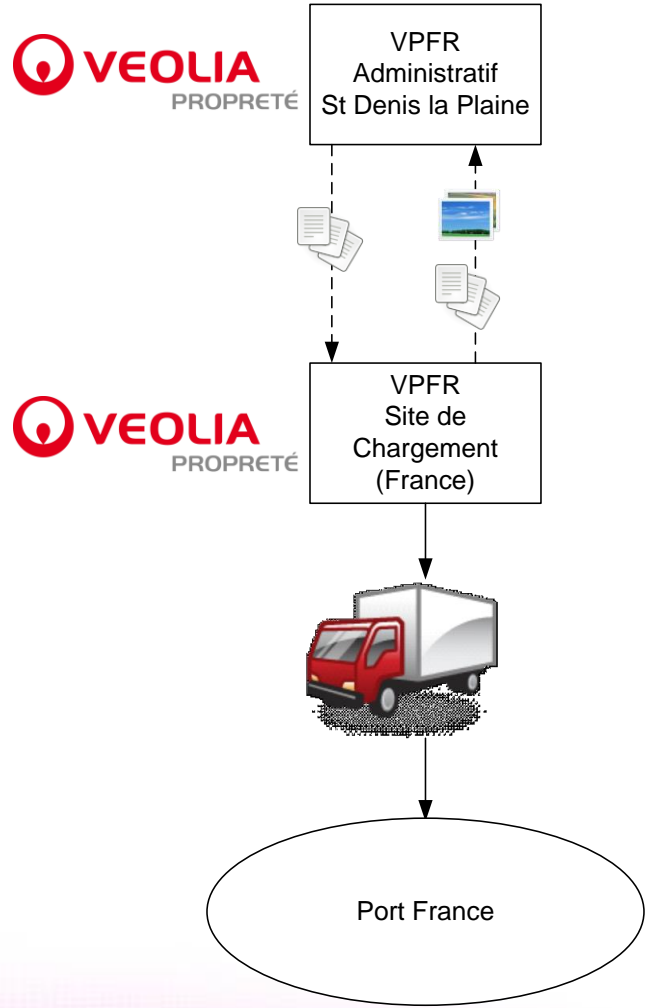 VEOLIA
PROPRETÉ
VPFR
Administratif
St Denis la Plaine
VEOLIA
PROPRETÉ
VPFR
Site de
Chargement
(France)
Port France